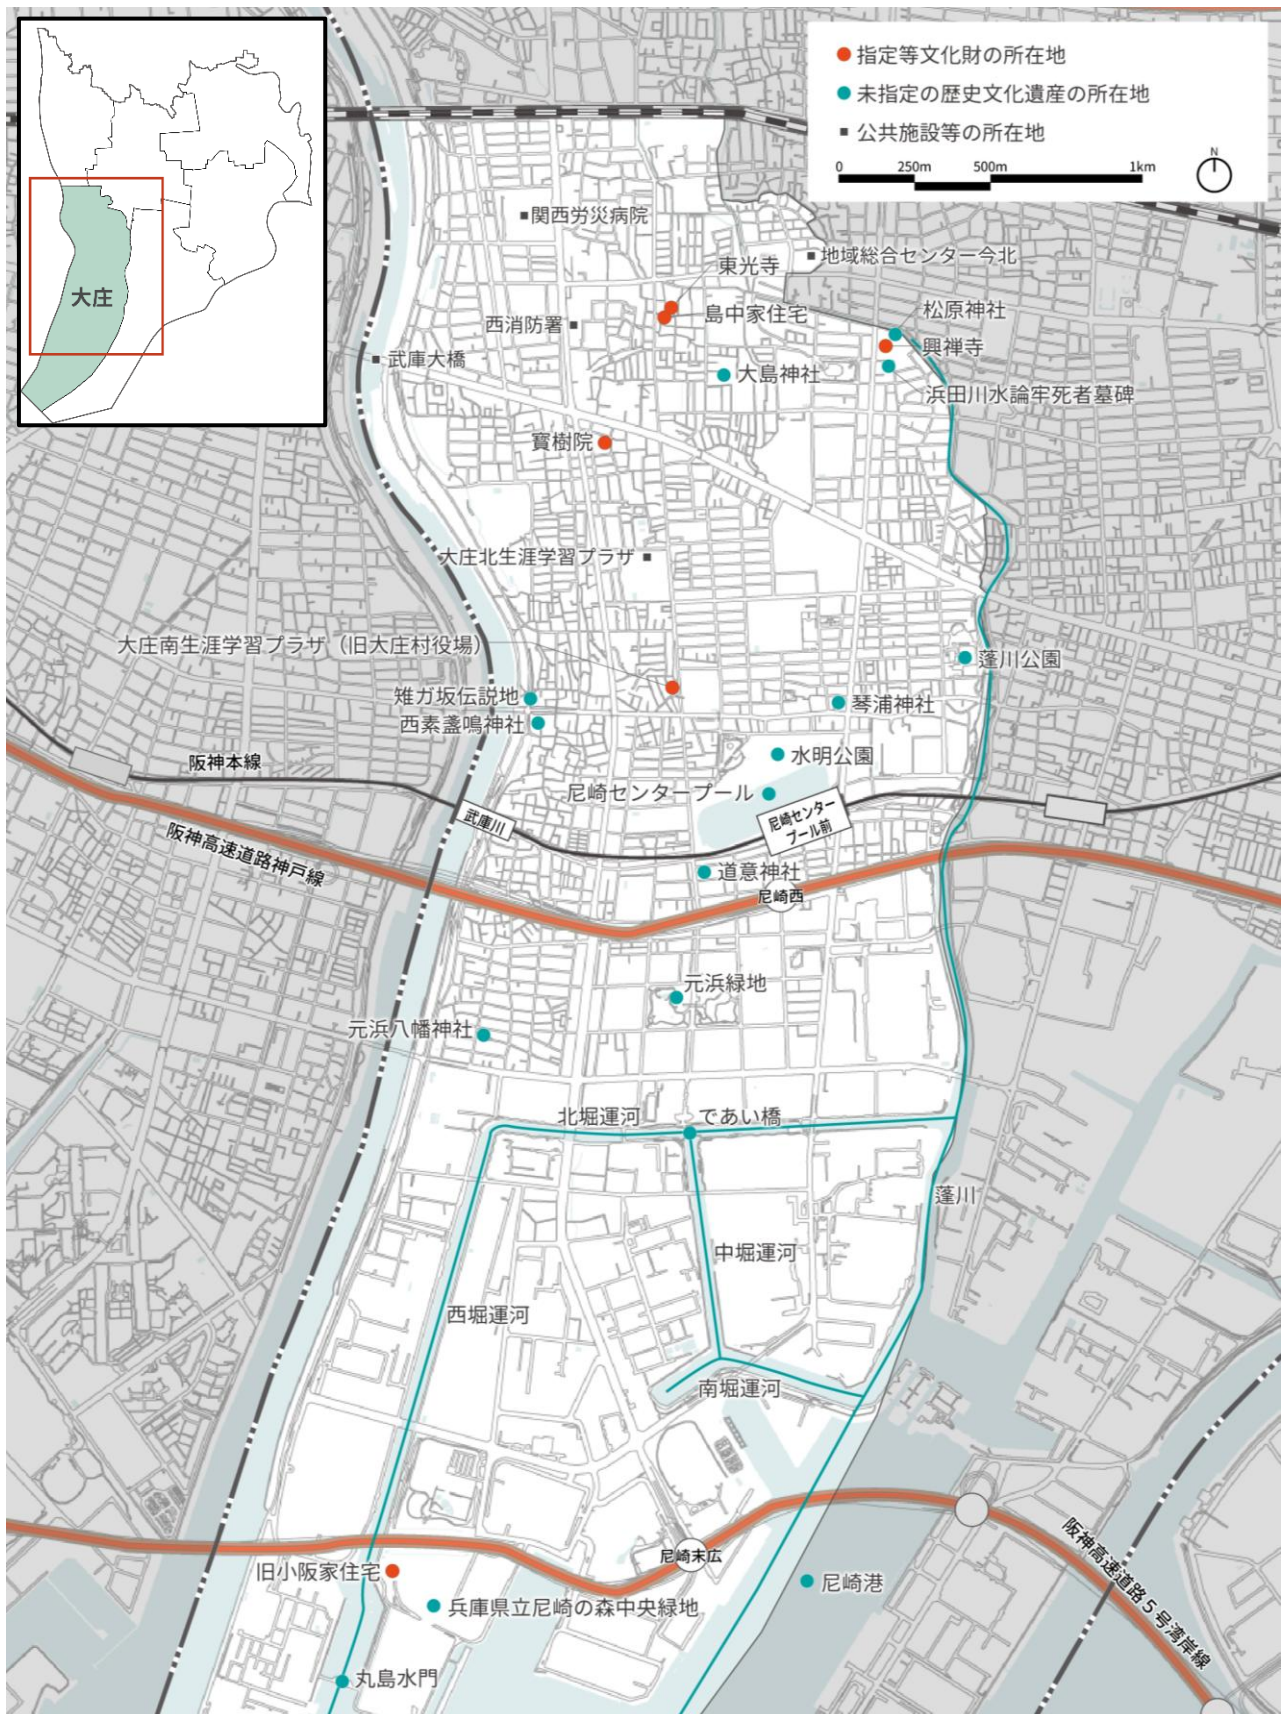 大庄
指定等文化財の所在地
未指定の歴史文化遺産の所在地
公共施設等の所在地
0 250m 500m 1km
N
関西労災病院
地域総合センター今北
東光寺
島中家住宅
松原神社
西消防署
興禅寺
武庫大橋
大島神社
浜田川水論牢死者墓碑
寳樹院
大庄北生涯学習プラザ
大庄南生涯学習プラザ（旧大庄村役場）
蓬川公園
雉ガ坂伝説地
琴浦神社
西素盞鳴神社
水明公園
阪神本線
尼崎センタープール
武庫川
尼崎センター
プール前
阪神高速道路神戸線
道意神社
尼崎西
元浜緑地
元浜八幡神社
北堀運河
であい橋
蓬川
中堀運河
西堀運河
南堀運河
尼崎末広
阪神高速道路５号湾岸線
旧小阪家住宅
尼崎港
兵庫県立尼崎の森中央緑地
丸島水門